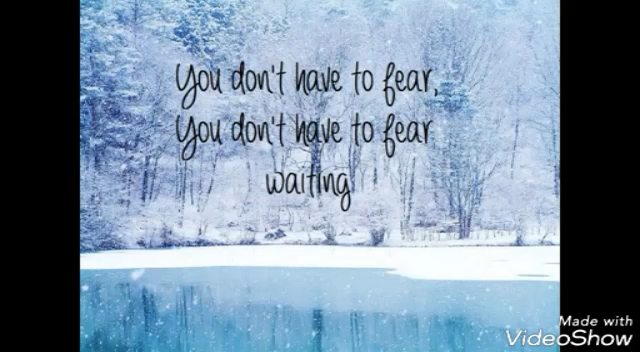 You don't have to fear,
You don't have to fear
waiting
Made with
VideoShow